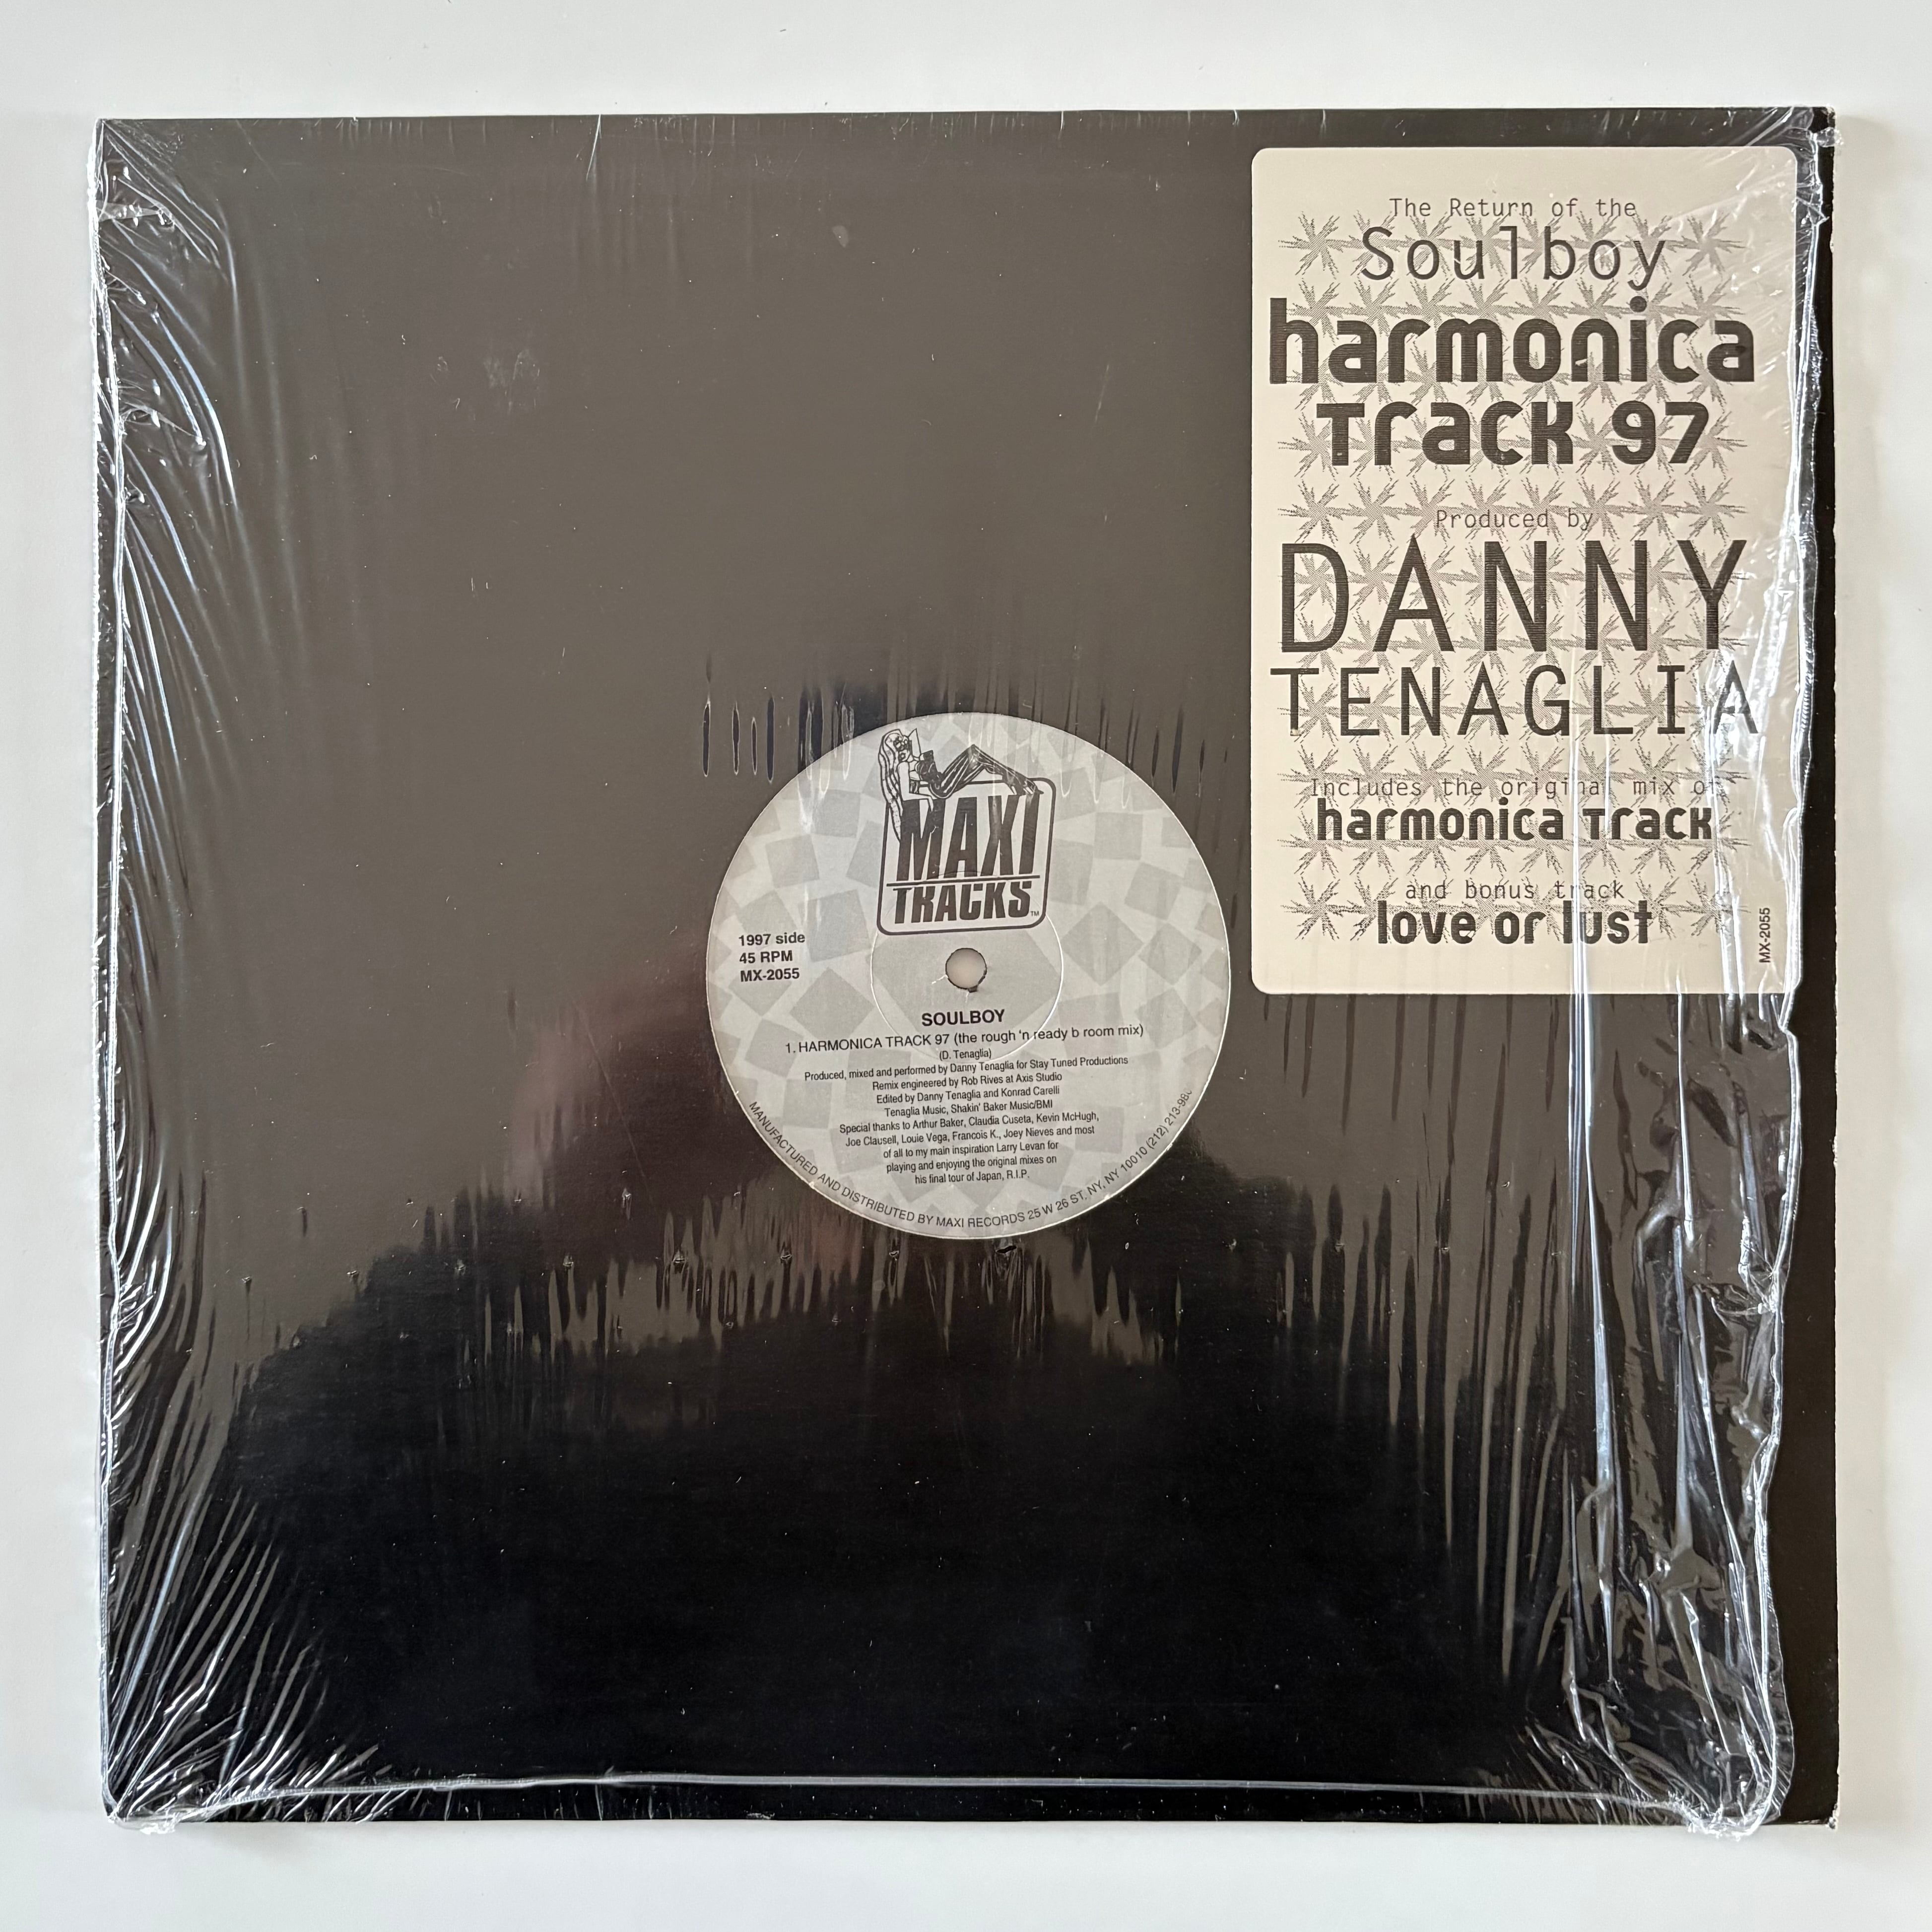 The Return of the
Soulboy
harmonica
Track 97
Produced by
DANNY
TENAGLIA
Includes the original mix of
harmonica Track
and bonus track
love or lust
MX-2055
MAXI
TRACKS™
1997 side
45 RPM
MX-2055
SOULBOY
1. HARMONICA TRACK 97 (the rough 'n ready b room mix)
(D. Tenaglia)
Produced, mixed and performed by Danny Tenaglia for Stay Tuned Productions
Remix engineered by Rob Rives at Axis Studio
Edited by Danny Tenaglia and Konrad Carelli
Tenaglia Music, Shakin' Baker Music/BMI
Special thanks to Arthur Baker, Claudia Cuseta, Kevin McHugh,
Joe Clausell, Louie Vega, Francois K., Joey Nieves and most
of all to my main inspiration Larry Levan for
playing and enjoying the original mixes on
his final tour of Japan, R.I.P.
MANUFACTURED AND DISTRIBUTED BY MAXI RECORDS 25 W 26 ST, NY, NY 10010 (212)